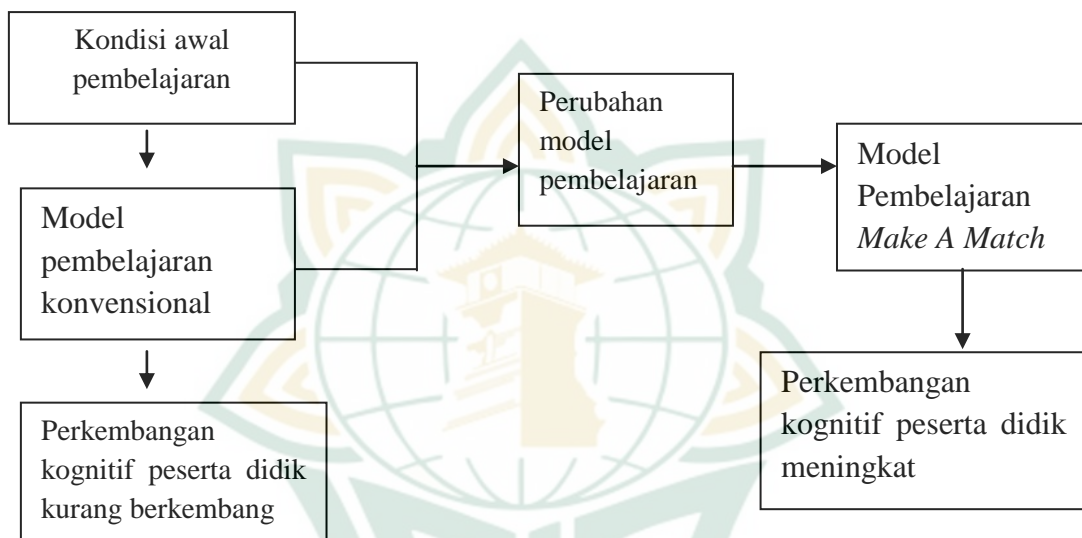 Kondisi awal
pembelajaran
Model
pembelajaran
konvensional
Perkembangan
kognitif peserta didik
kurang berkembang
Perubahan
model
pembelajaran
Model
Pembelajaran
Make A Match
Perkembangan
kognitif peserta didik
meningkat